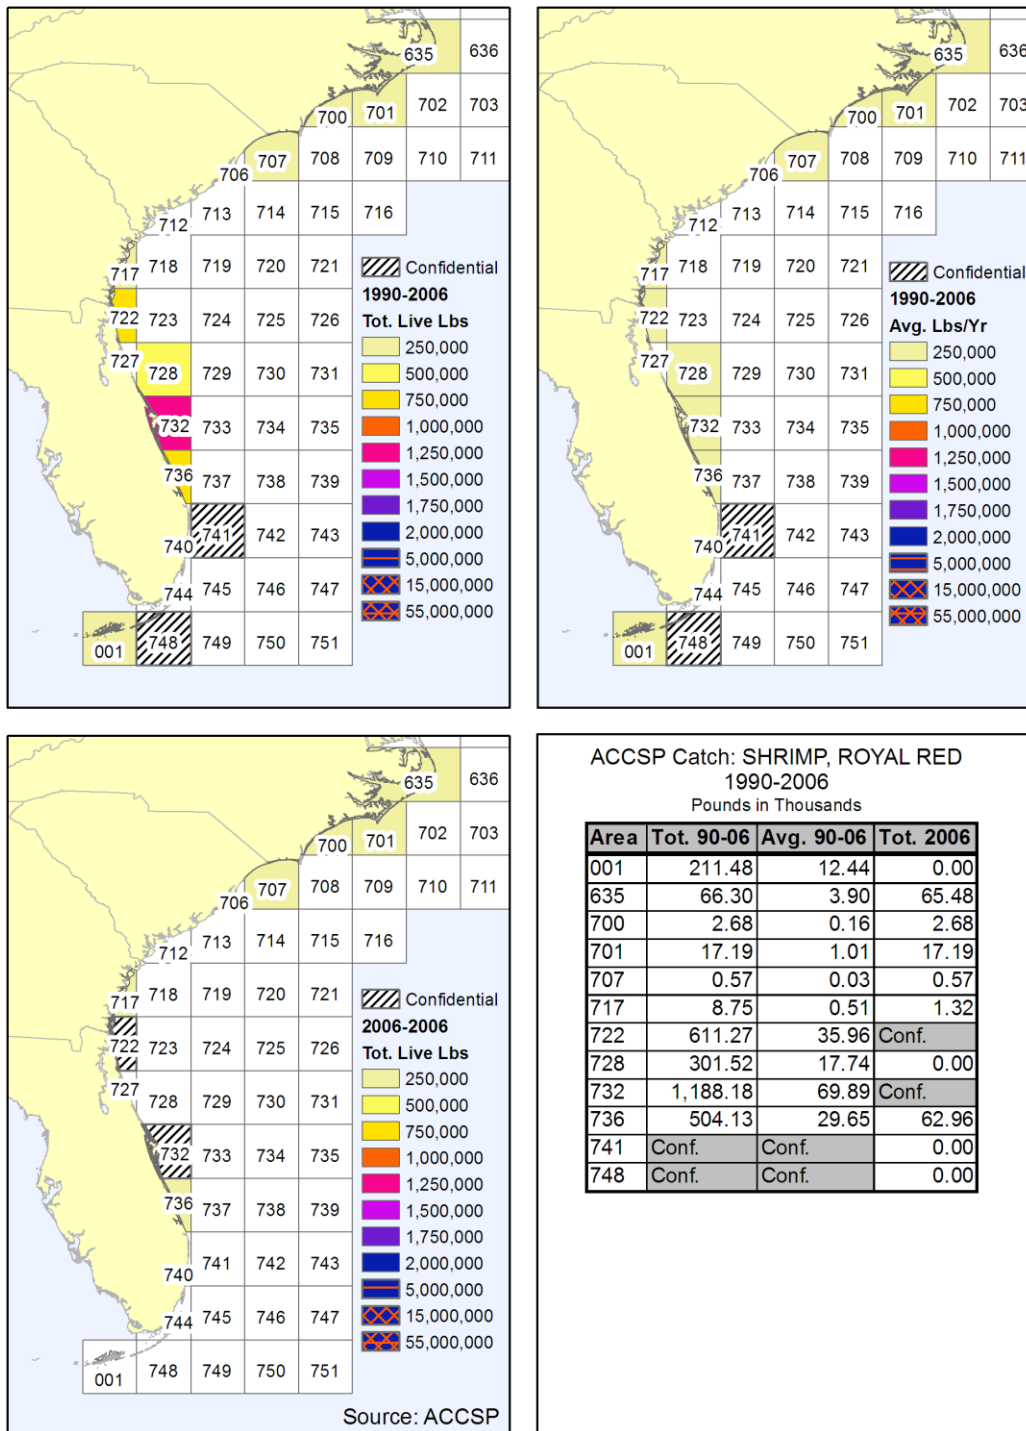 635 636
700 701 702 703
706 707 708 709 710 711
712 713 714 715 716
717 718 719 720 721
722 723 724 725 726
727 728 729 730 731
732 733 734 735
736 737 738 739
740 741 742 743
744 745 746 747
001 748 749 750 751
Confidential
1990-2006
Tot. Live Lbs
250,000
500,000
750,000
1,000,000
1,250,000
1,500,000
1,750,000
2,000,000
5,000,000
15,000,000
55,000,000
635 636
700 701 702 703
706 707 708 709 710 711
712 713 714 715 716
717 718 719 720 721
722 723 724 725 726
727 728 729 730 731
732 733 734 735
736 737 738 739
740 741 742 743
744 745 746 747
001 748 749 750 751
Confidential
1990-2006
Avg. Lbs/Yr
250,000
500,000
750,000
1,000,000
1,250,000
1,500,000
1,750,000
2,000,000
5,000,000
15,000,000
55,000,000
635 636
700 701 702 703
706 707 708 709 710 711
712 713 714 715 716
717 718 719 720 721
722 723 724 725 726
727 728 729 730 731
732 733 734 735
736 737 738 739
740 741 742 743
744 745 746 747
001 748 749 750 751
Confidential
2006-2006
Tot. Live Lbs
250,000
500,000
750,000
1,000,000
1,250,000
1,500,000
1,750,000
2,000,000
5,000,000
15,000,000
55,000,000
Source: ACCSP
ACCSP Catch: SHRIMP, ROYAL RED
1990-2006
Pounds in Thousands
Area Tot. 90-06 Avg. 90-06 Tot. 2006
001 211.48 12.44 0.00
635 66.30 3.90 65.48
700 2.68 0.16 2.68
701 17.19 1.01 17.19
707 0.57 0.03 0.57
717 8.75 0.51 1.32
722 611.27 35.96 Conf.
728 301.52 17.74 0.00
732 1,188.18 69.89 Conf.
736 504.13 29.65 62.96
741 Conf. Conf. 0.00
748 Conf. Conf. 0.00